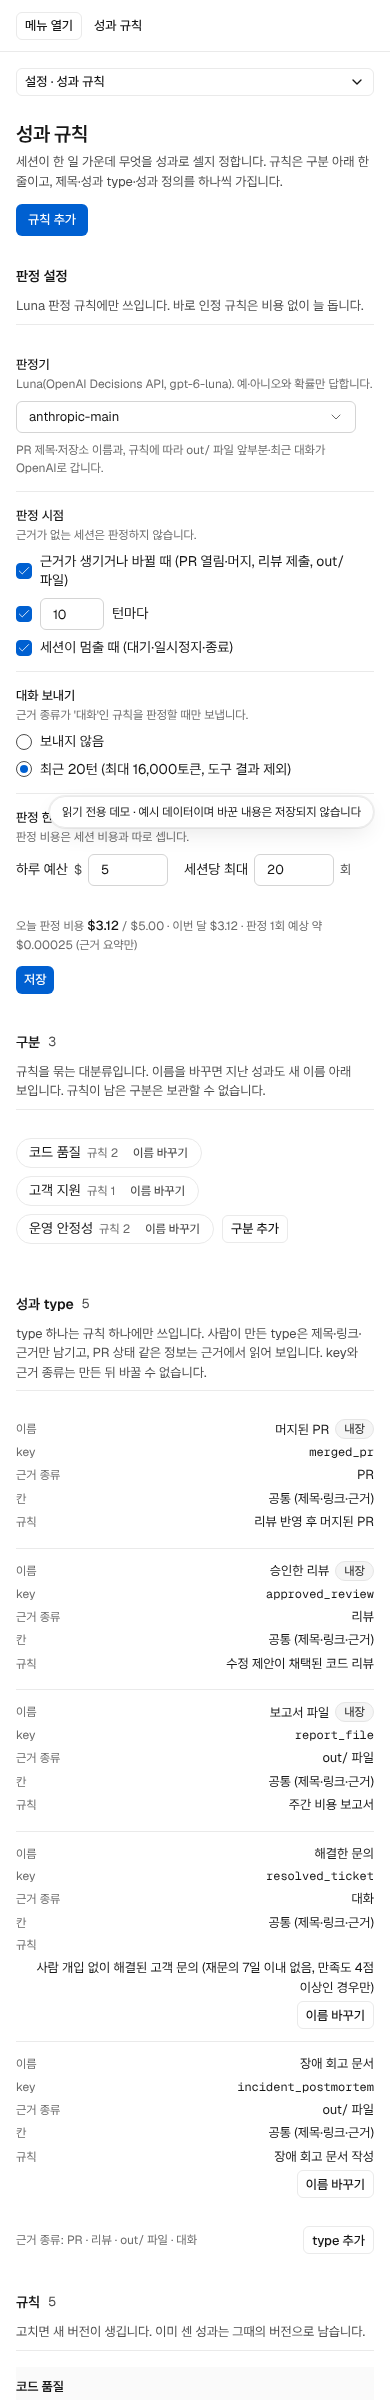 메뉴 열기 성과 규칙
설정 · 성과 규칙
성과 규칙
세션이 한 일 가운데 무엇을 성과로 셀지 정합니다. 규칙은 구분 아래 한
줄이고, 제목·성과 type·성과 정의를 하나씩 가집니다.
규칙 추가
판정 설정
Luna 판정 규칙에만 쓰입니다. 바로 인정 규칙은 비용 없이 늘 돕니다.
판정기
Luna(OpenAI Decisions API, gpt-6-luna). 예·아니오와 확률만 답합니다.
anthropic-main
PR 제목·저장소 이름과, 규칙에 따라 out/ 파일 앞부분·최근 대화가
OpenAI로 갑니다.
판정 시점
근거가 없는 세션은 판정하지 않습니다.
근거가 생기거나 바뀔 때 (PR 열림·머지, 리뷰 제출, out/
파일)
10 턴마다
세션이 멈출 때 (대기·일시정지·종료)
대화 보내기
근거 종류가 '대화'인 규칙을 판정할 때만 보냅니다.
보내지 않음
최근 20턴 (최대 16,000토큰, 도구 결과 제외)
판정 한
읽기 전용 데모 · 예시 데이터이며 바꾼 내용은 저장되지 않습니다
판정 비용은 세션 비용과 따로 셉니다.
하루 예산 $ 5 세션당 최대 20 회
오늘 판정 비용 $3.12 / $5.00 · 이번 달 $3.12 · 판정 1회 예상 약
$0.00025 (근거 요약만)
저장
구분 3
규칙을 묶는 대분류입니다. 이름을 바꾸면 지난 성과도 새 이름 아래
보입니다. 규칙이 남은 구분은 보관할 수 없습니다.
코드 품질 규칙 2 이름 바꾸기
고객 지원 규칙 1 이름 바꾸기
운영 안정성 규칙 2 이름 바꾸기 구분 추가
성과 type 5
type 하나는 규칙 하나에만 쓰입니다. 사람이 만든 type은 제목·링크·
근거만 남기고, PR 상태 같은 정보는 근거에서 읽어 보입니다. key와
근거 종류는 만든 뒤 바꿀 수 없습니다.
이름 머지된 PR 내장
key merged_pr
근거 종류 PR
칸 공통 (제목·링크·근거)
규칙 리뷰 반영 후 머지된 PR
이름 승인한 리뷰 내장
key approved_review
근거 종류 리뷰
칸 공통 (제목·링크·근거)
규칙 수정 제안이 채택된 코드 리뷰
이름 보고서 파일 내장
key report_file
근거 종류 out/ 파일
칸 공통 (제목·링크·근거)
규칙 주간 비용 보고서
이름 해결한 문의
key resolved_ticket
근거 종류 대화
칸 공통 (제목·링크·근거)
규칙
사람 개입 없이 해결된 고객 문의 (재문의 7일 이내 없음, 만족도 4점
이상인 경우만)
이름 바꾸기
이름 장애 회고 문서
key incident_postmortem
근거 종류 out/ 파일
칸 공통 (제목·링크·근거)
규칙 장애 회고 문서 작성
이름 바꾸기
근거 종류: PR · 리뷰 · out/ 파일 · 대화 type 추가
규칙 5
고치면 새 버전이 생깁니다. 이미 센 성과는 그때의 버전으로 남습니다.
코드 품질